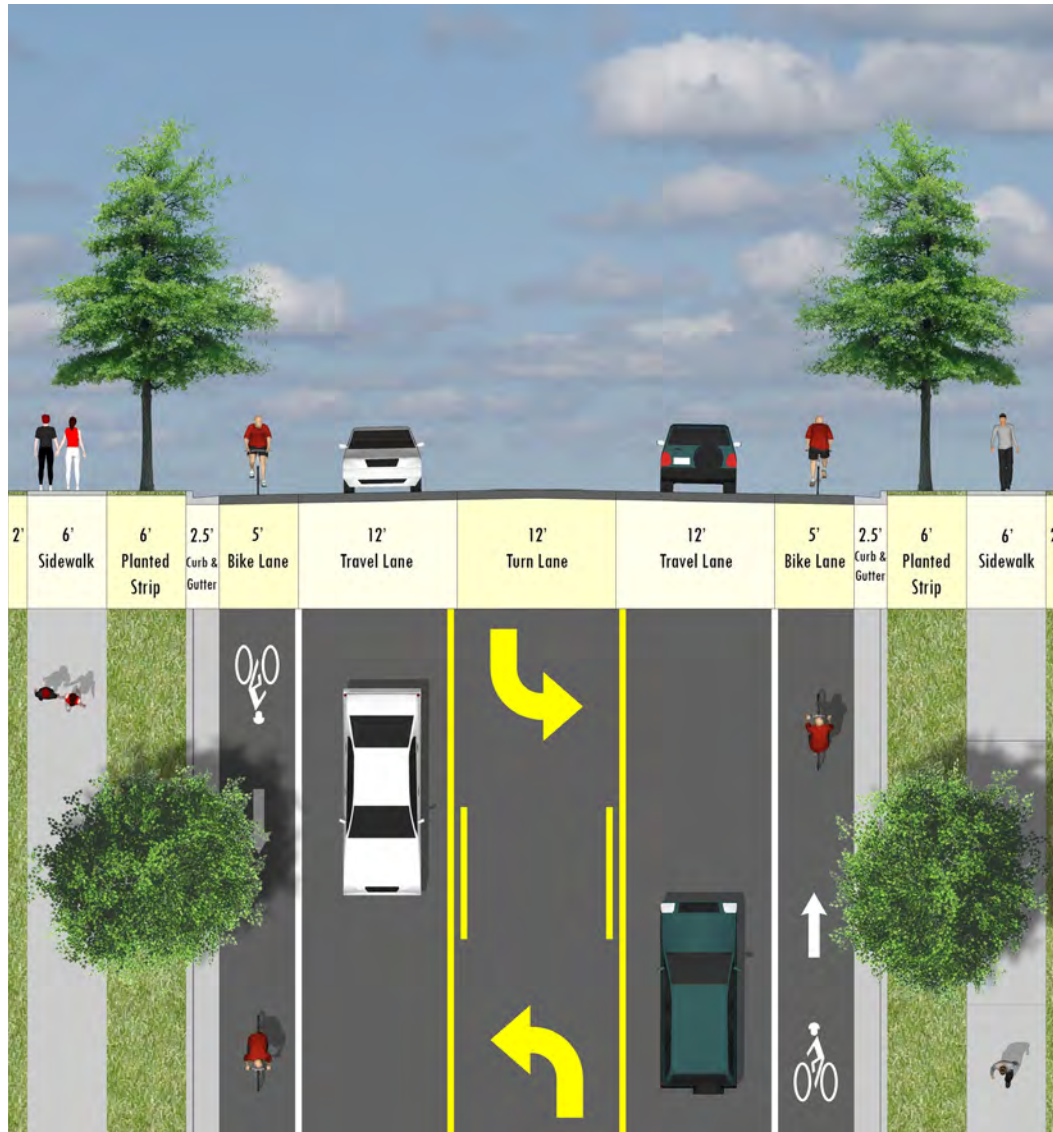 2'
6'
Sidewalk
6'
Planted
Strip
2.5'
Curb &
Gutter
5'
Bike Lane
12'
Travel Lane
12'
Turn Lane
12'
Travel Lane
5'
Bike Lane
2.5'
Curb &
Gutter
6'
Planted
Strip
6'
Sidewalk